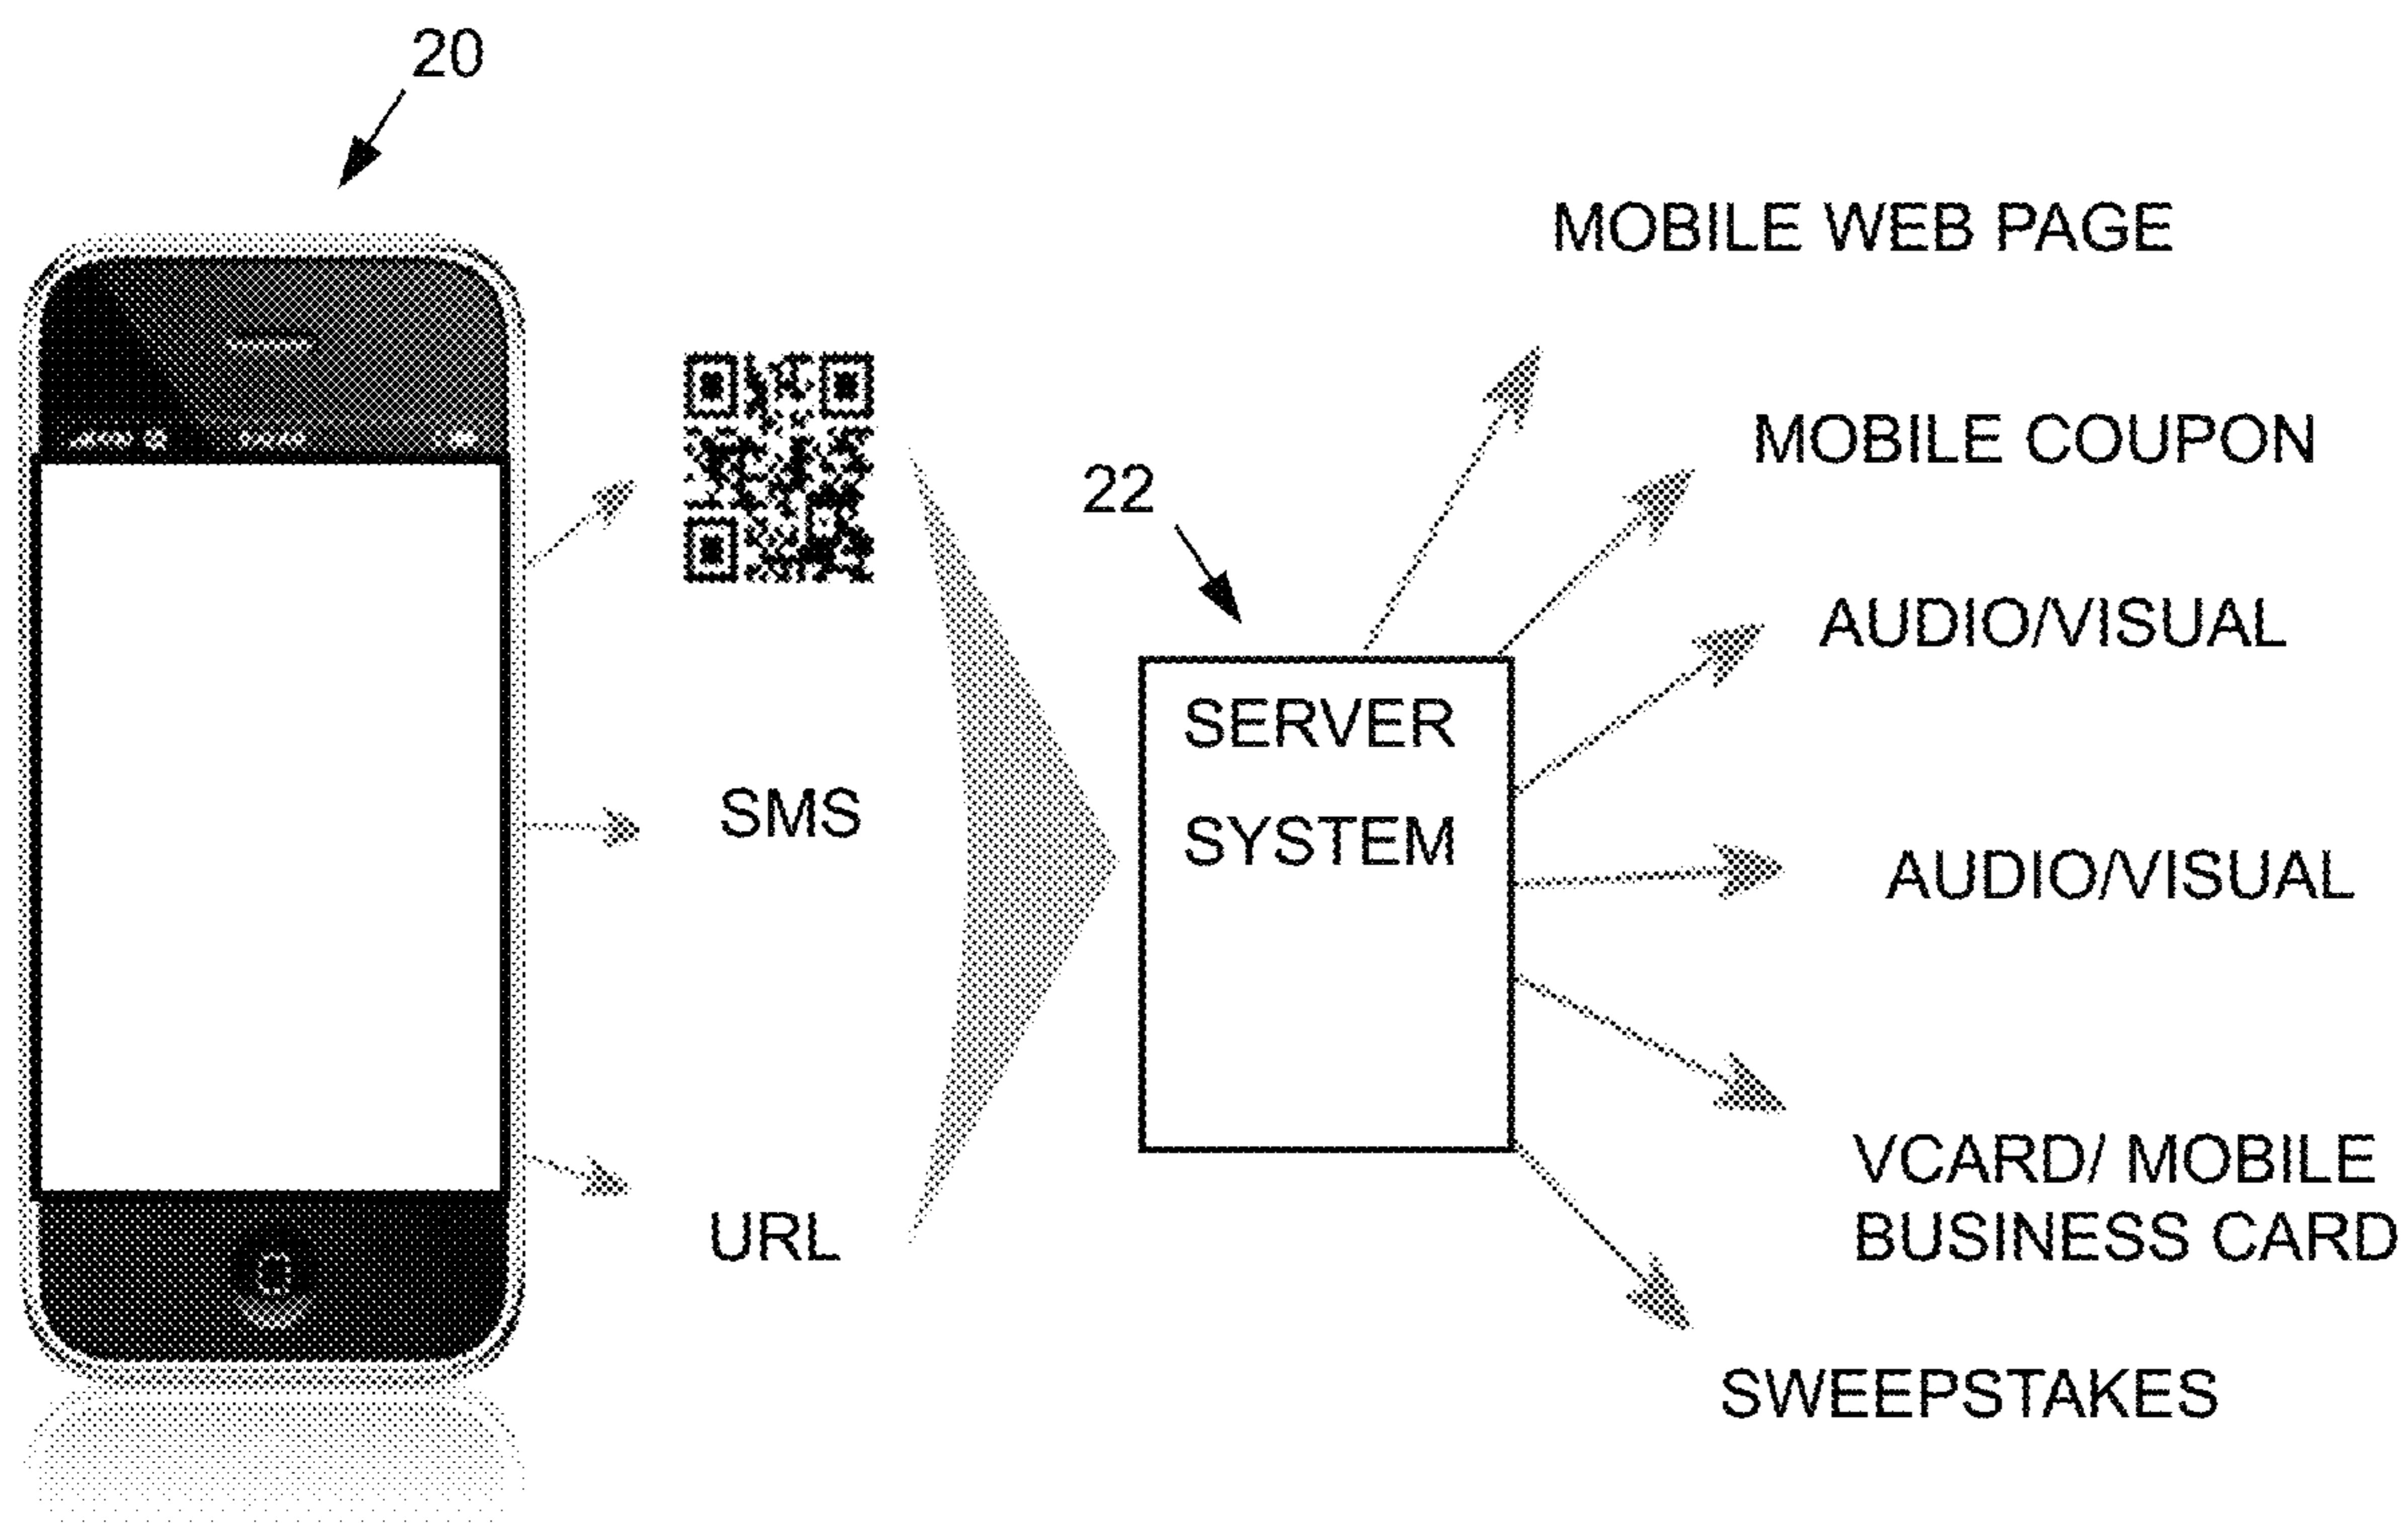 20
MOBILE WEB PAGE
MOBILE COUPON
22
AUDIO/VISUAL
SERVER
SYSTEM
SMS
AUDIO/VISUAL
VCARD/ MOBILE
BUSINESS CARD
URL
SWEEPSTAKES